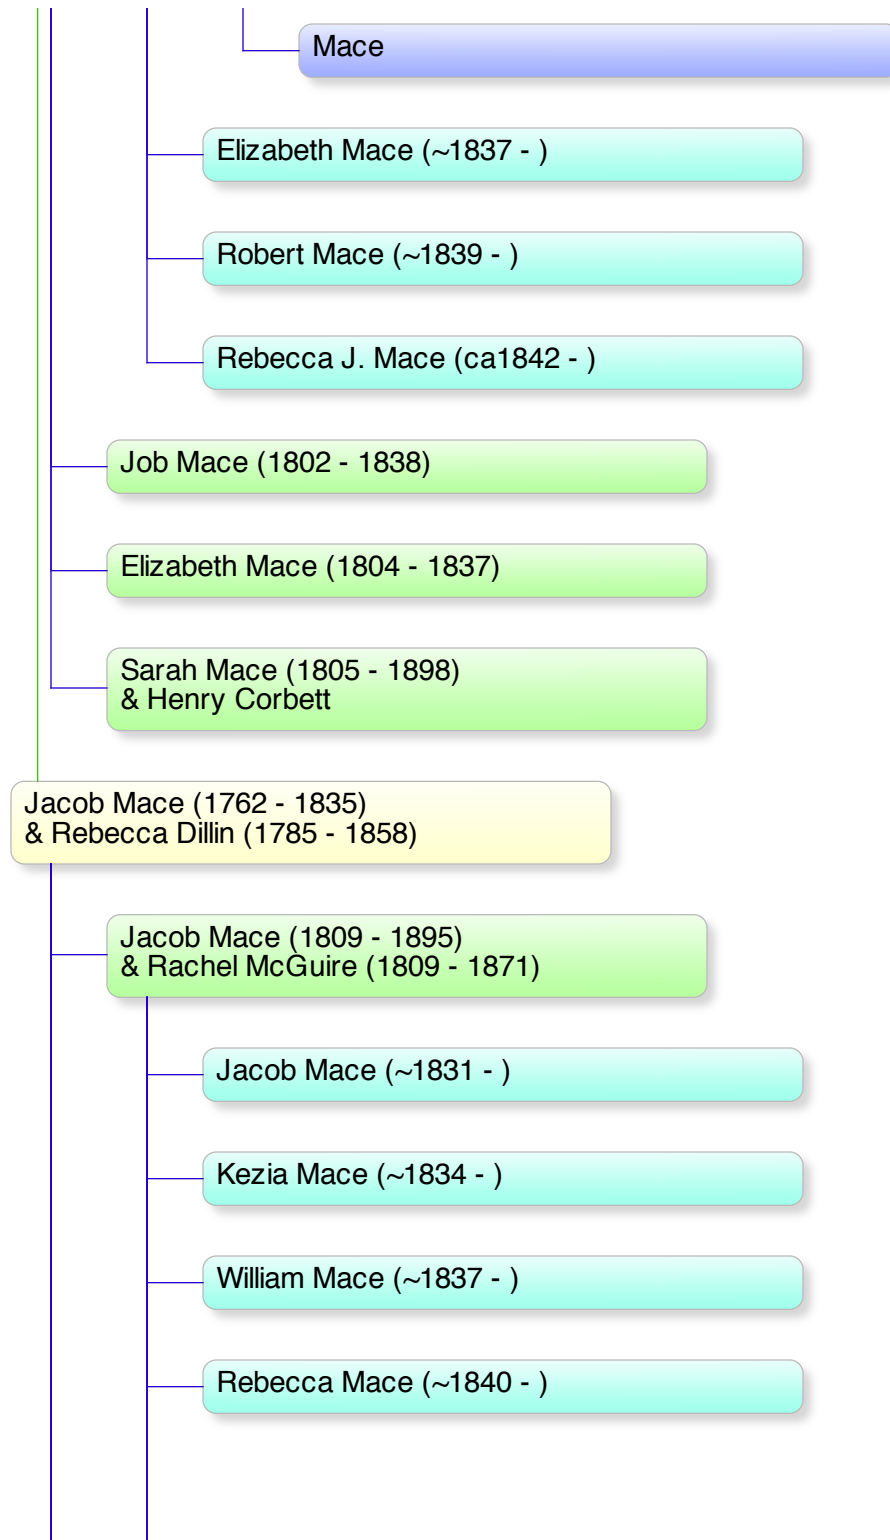 Mace
Elizabeth Mace (~1837 - )
Robert Mace (~1839 - )
Rebecca J. Mace (ca1842 - )
Job Mace (1802 - 1838)
Elizabeth Mace (1804 - 1837)
Sarah Mace (1805 - 1898)
& Henry Corbett
Jacob Mace (1762 - 1835)
& Rebecca Dillin (1785 - 1858)
Jacob Mace (1809 - 1895)
& Rachel McGuire (1809 - 1871)
Jacob Mace (~1831 - )
Kezia Mace (~1834 - )
William Mace (~1837 - )
Rebecca Mace (~1840 - )